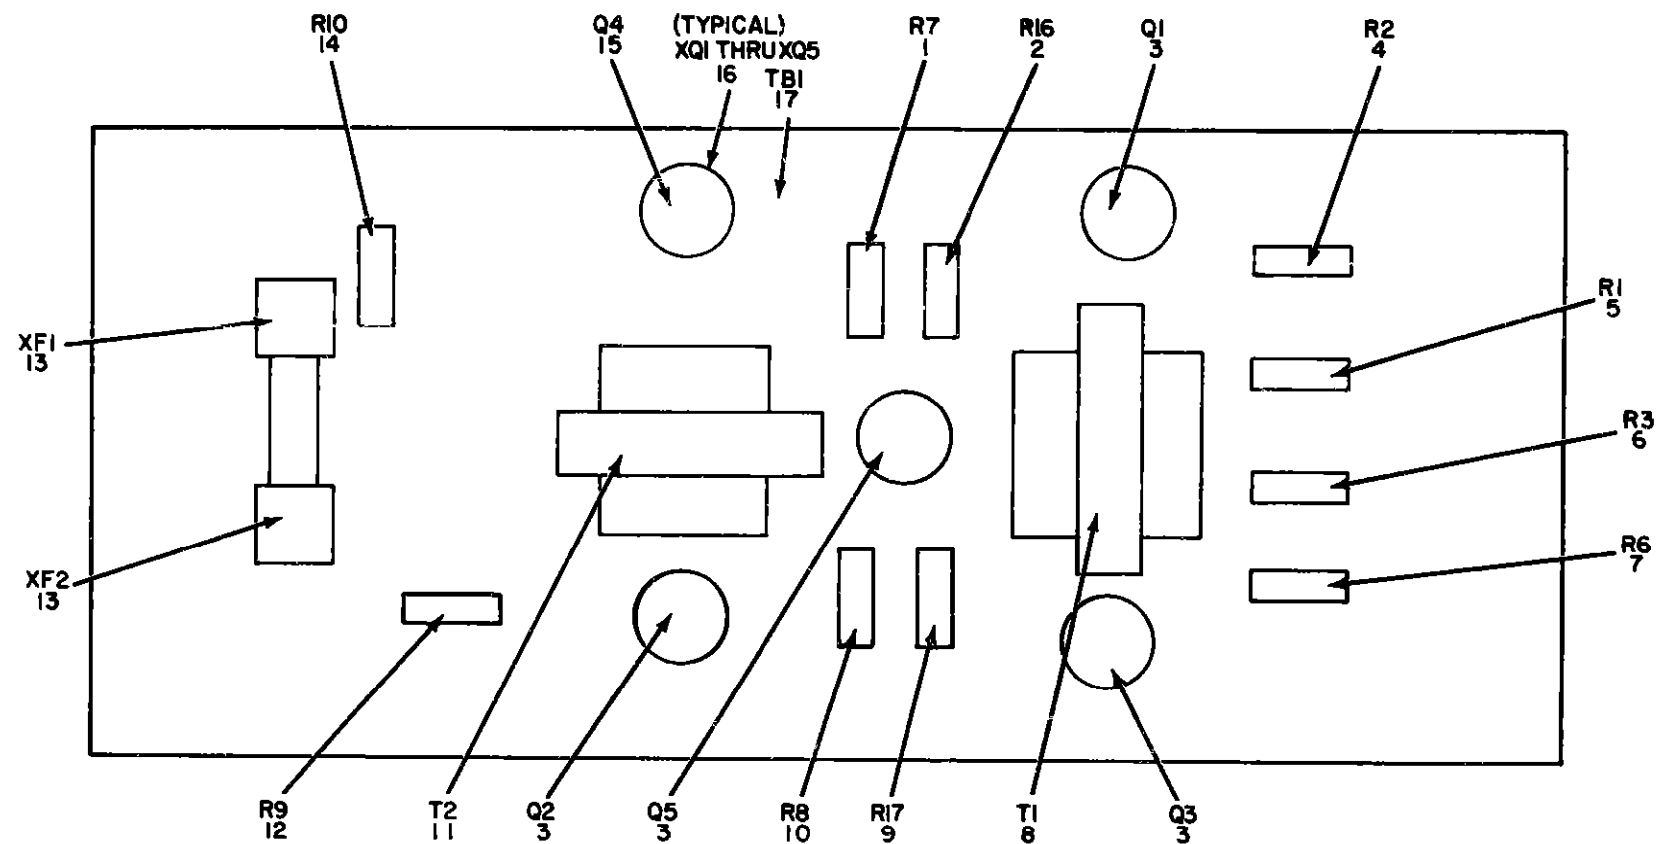 R10
14
Q4
15
(TYPICAL)
XQ1 THRU XQ5
16
TB1
17
R7
1
R16
2
Q1
3
R2
4
R1
5
XF1
13
R3
6
R6
7
XF2
13
R9
12
T2
11
Q2
3
Q5
3
R8
10
R17
9
T1
8
Q3
3